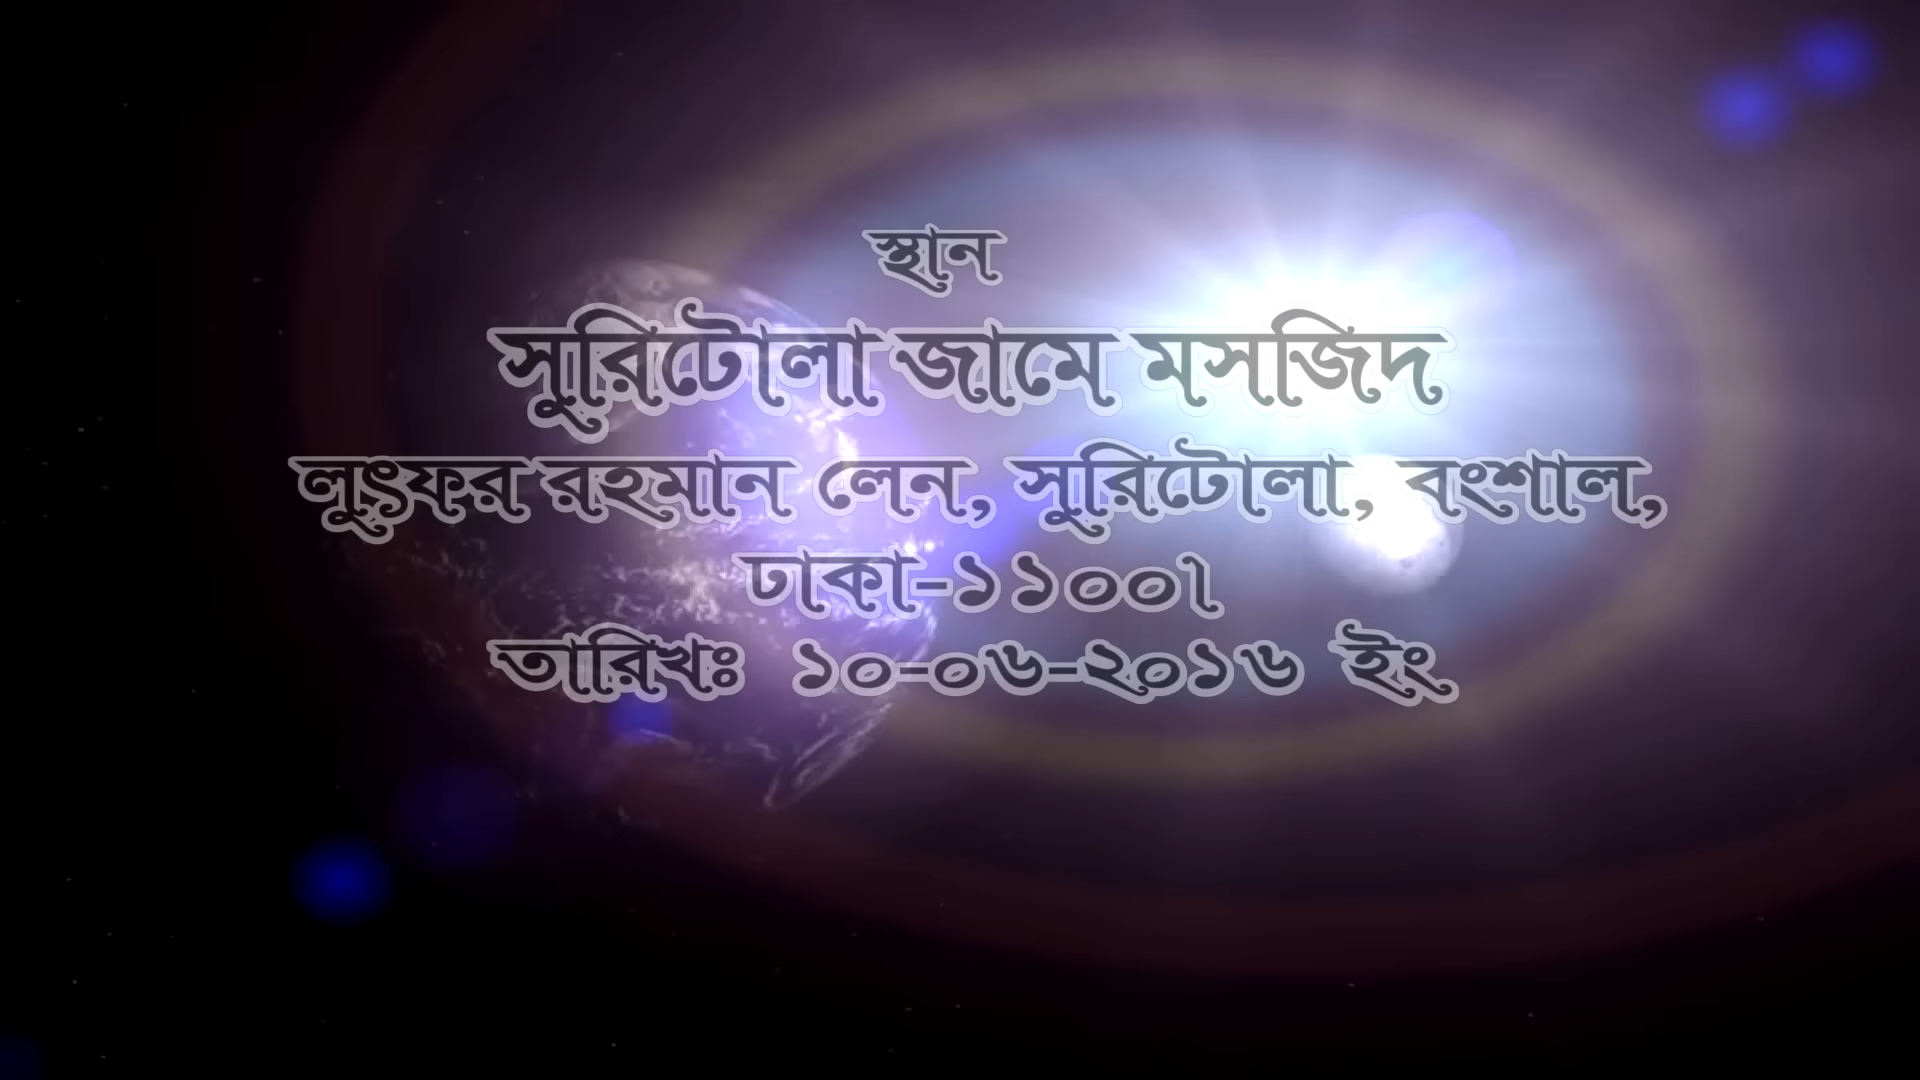 স্থান
সুরিটোলা জামে মসজিদ
লুৎফর রহমান লেন, সুরিটোলা, বংশাল,
ঢাকা-১১০০।
তারিখঃ ১০-০৬-২০১৬ ইং